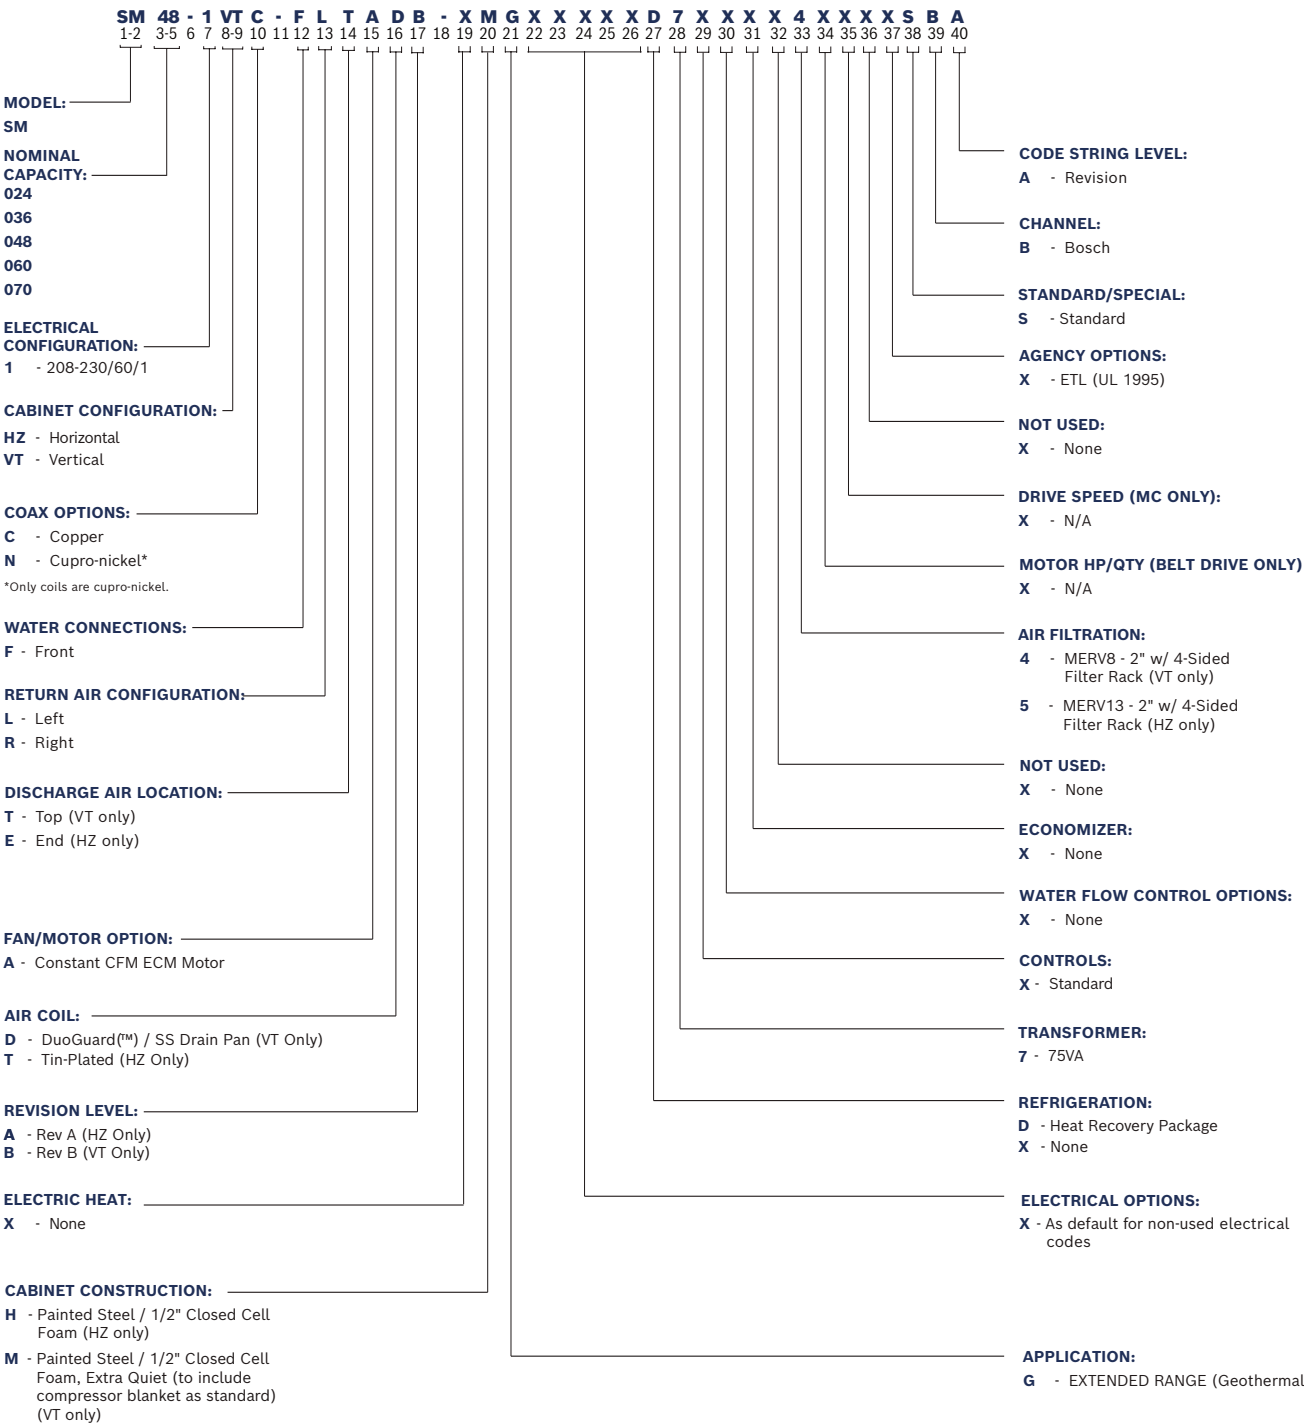 SM 48 - 1 VT C - F L T A D B - X M G X X X X X D 7 X X X X 4 X X X X S B A
1-2 3-5 6 7 8-9 10 11 12 13 14 15 16 17 18 19 20 21 22 23 24 25 26 27 28 29 30 31 32 33 34 35 36 37 38 39 40
MODEL:
SM
NOMINAL
CAPACITY:
024
036
048
060
070
ELECTRICAL
CONFIGURATION:
1 - 208-230/60/1
CABINET CONFIGURATION:
HZ - Horizontal
VT - Vertical
COAX OPTIONS:
C - Copper
N - Cupro-nickel*
*Only coils are cupro-nickel.
WATER CONNECTIONS:
F - Front
RETURN AIR CONFIGURATION:
L - Left
R - Right
DISCHARGE AIR LOCATION:
T - Top (VT only)
E - End (HZ only)
FAN/MOTOR OPTION:
A - Constant CFM ECM Motor
AIR COIL:
D - DuoGuard(™) / SS Drain Pan (VT Only)
T - Tin-Plated (HZ Only)
REVISION LEVEL:
A - Rev A (HZ Only)
B - Rev B (VT Only)
ELECTRIC HEAT:
X - None
CABINET CONSTRUCTION:
H - Painted Steel / 1/2" Closed Cell
Foam (HZ only)
M - Painted Steel / 1/2" Closed Cell
Foam, Extra Quiet (to include
compressor blanket as standard)
(VT only)
CODE STRING LEVEL:
A - Revision
CHANNEL:
B - Bosch
STANDARD/SPECIAL:
S - Standard
AGENCY OPTIONS:
X - ETL (UL 1995)
NOT USED:
X - None
DRIVE SPEED (MC ONLY):
X - N/A
MOTOR HP/QTY (BELT DRIVE ONLY)
X - N/A
AIR FILTRATION:
4 - MERV8 - 2" w/ 4-Sided
Filter Rack (VT only)
5 - MERV13 - 2" w/ 4-Sided
Filter Rack (HZ only)
NOT USED:
X - None
ECONOMIZER:
X - None
WATER FLOW CONTROL OPTIONS:
X - None
CONTROLS:
X - Standard
TRANSFORMER:
7 - 75VA
REFRIGERATION:
D - Heat Recovery Package
X - None
ELECTRICAL OPTIONS:
X - As default for non-used electrical
codes
APPLICATION:
G - EXTENDED RANGE (Geothermal